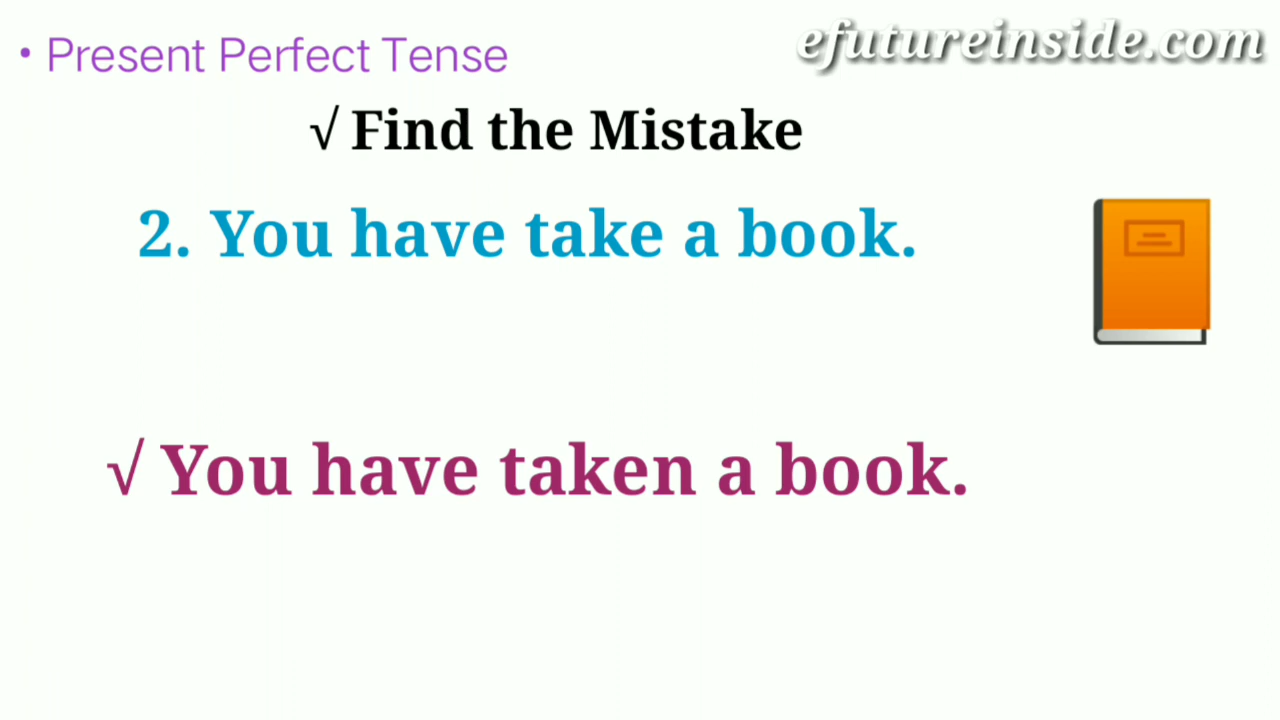 • Present Perfect Tense
efutureinside.com
√ Find the Mistake
2. You have take a book.
√ You have taken a book.